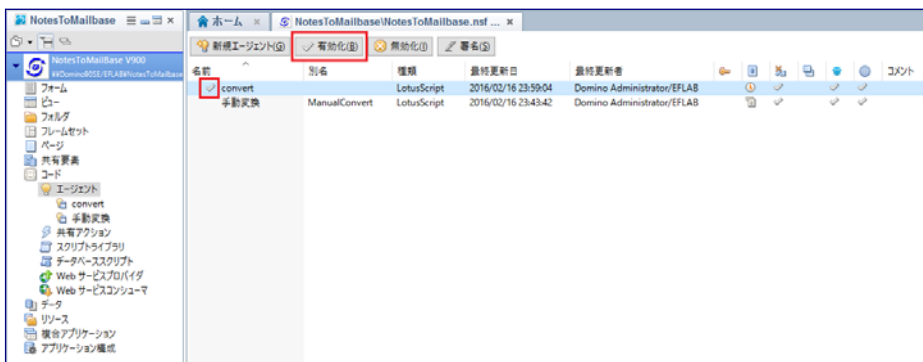 NotesToMailbase
ホーム
NotesToMailbase\NotesToMailbase.nsf ...
NotesToMailBase V900
新規エージェント(G)
有効化(B)
無効化(I)
署名(S)
名前
別名
種類
最終更新日
最終更新者
コメント
convert
LotusScript
2016/02/16 23:59:04
Domino Administrator/EFLAB
手動変換
ManualConvert
LotusScript
2016/02/16 23:43:42
Domino Administrator/EFLAB
フォーム
ビュー
フォルダ
フレームセット
ページ
共有要素
コード
エージェント
convert
手動変換
共有アクション
スクリプトライブラリ
データベーススクリプト
Web サービスプロバイダ
Web サービスコンシューマ
データ
リソース
複合アプリケーション
アプリケーション構成